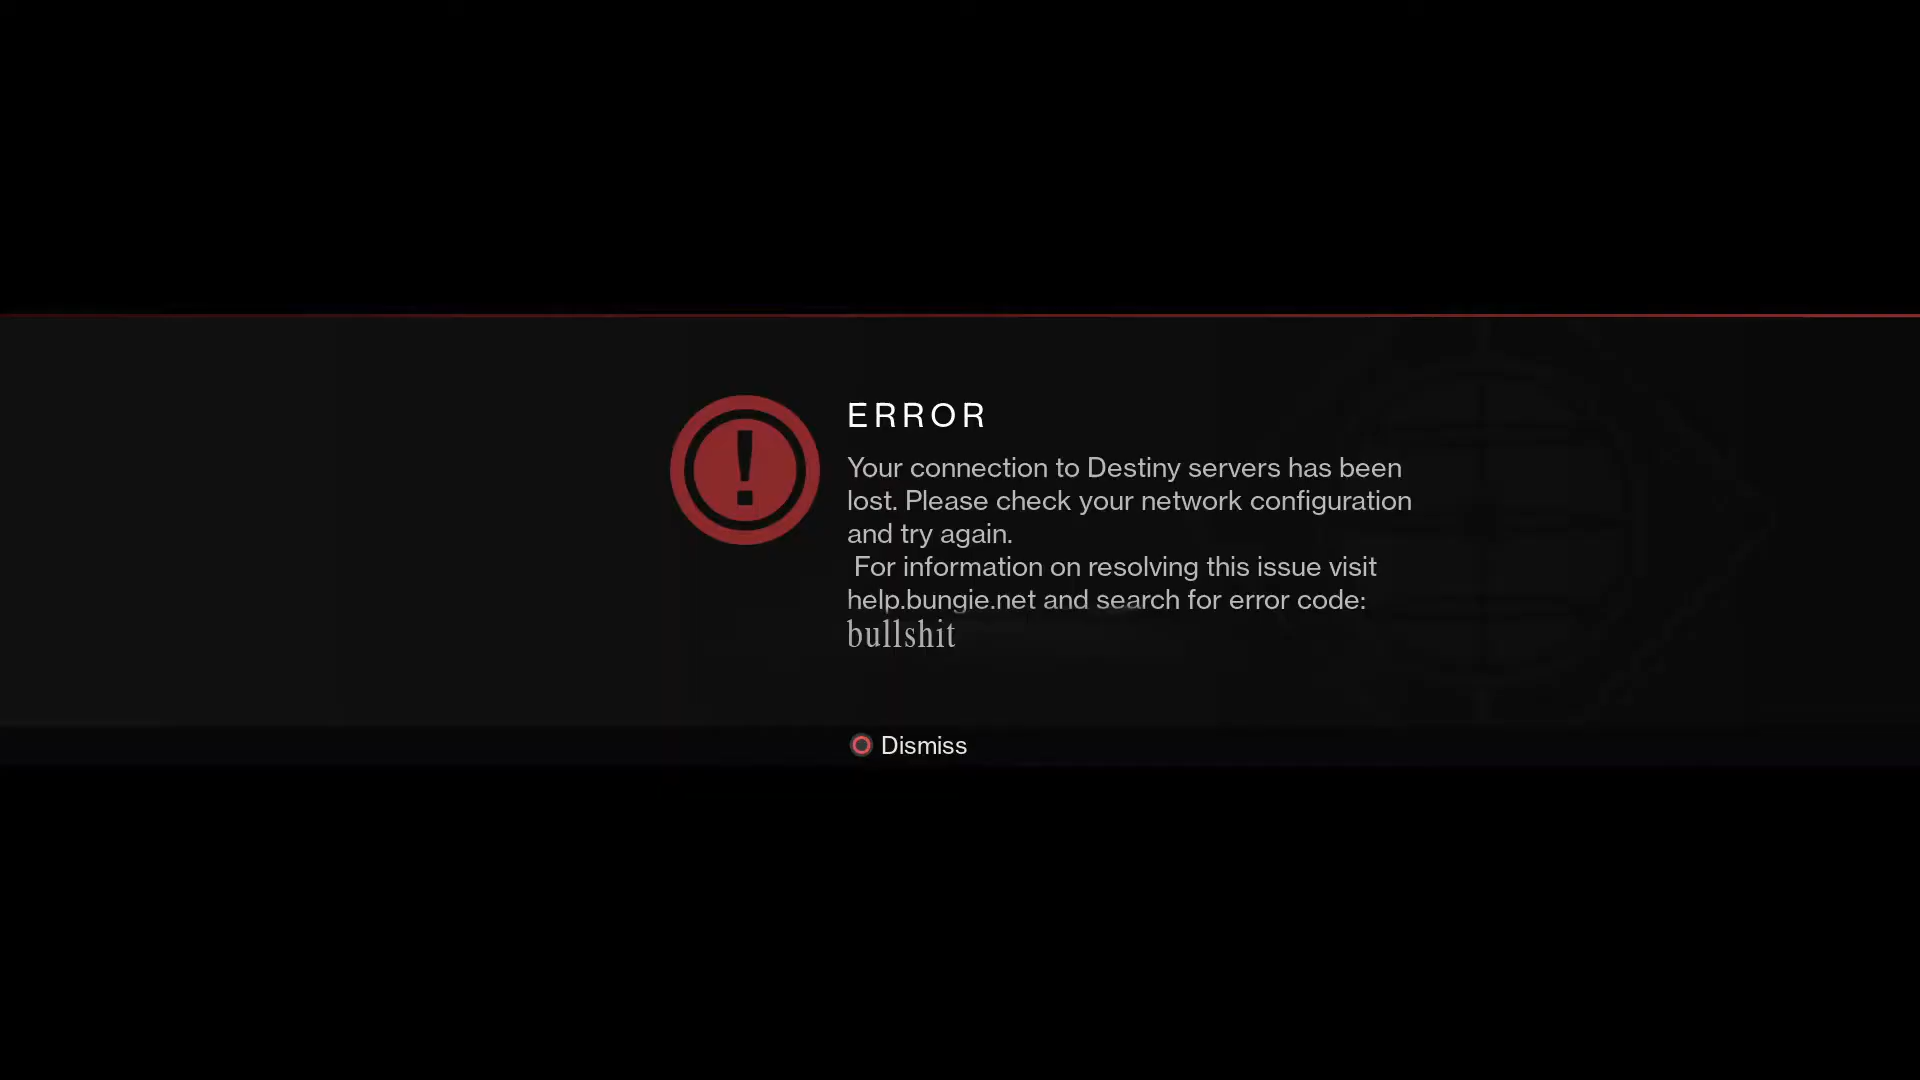 ERROR
Your connection to Destiny servers has been
lost. Please check your network configuration
and try again.
For information on resolving this issue visit
help.bungie.net and search for error code:
bullshit
Dismiss